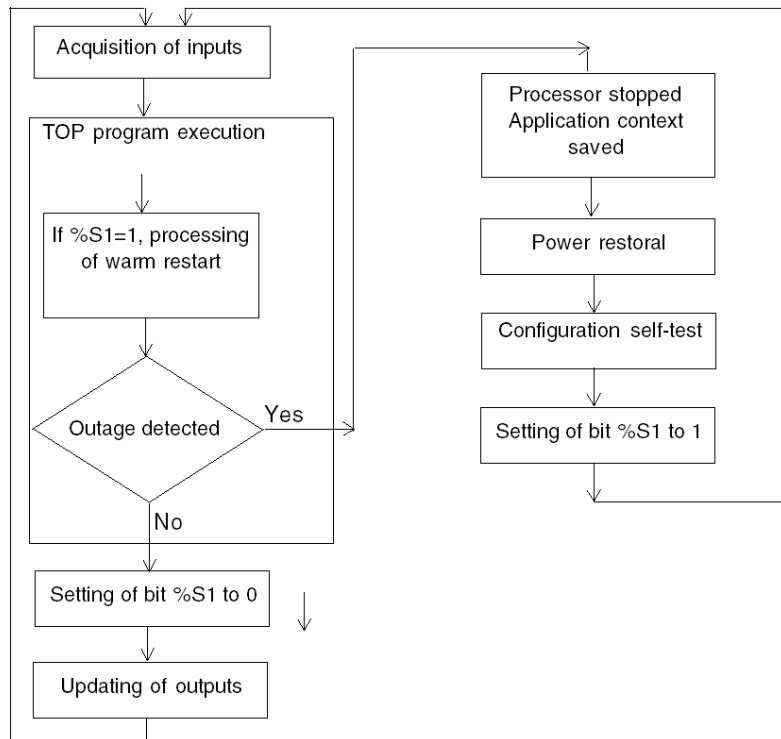 Acquisition of inputs
TOP program execution
If %S1=1, processing
of warm restart
Outage detected
Yes
No
Setting of bit %S1 to 0
Updating of outputs
Processor stopped
Application context
saved
Power restoral
Configuration self-test
Setting of bit %S1 to 1